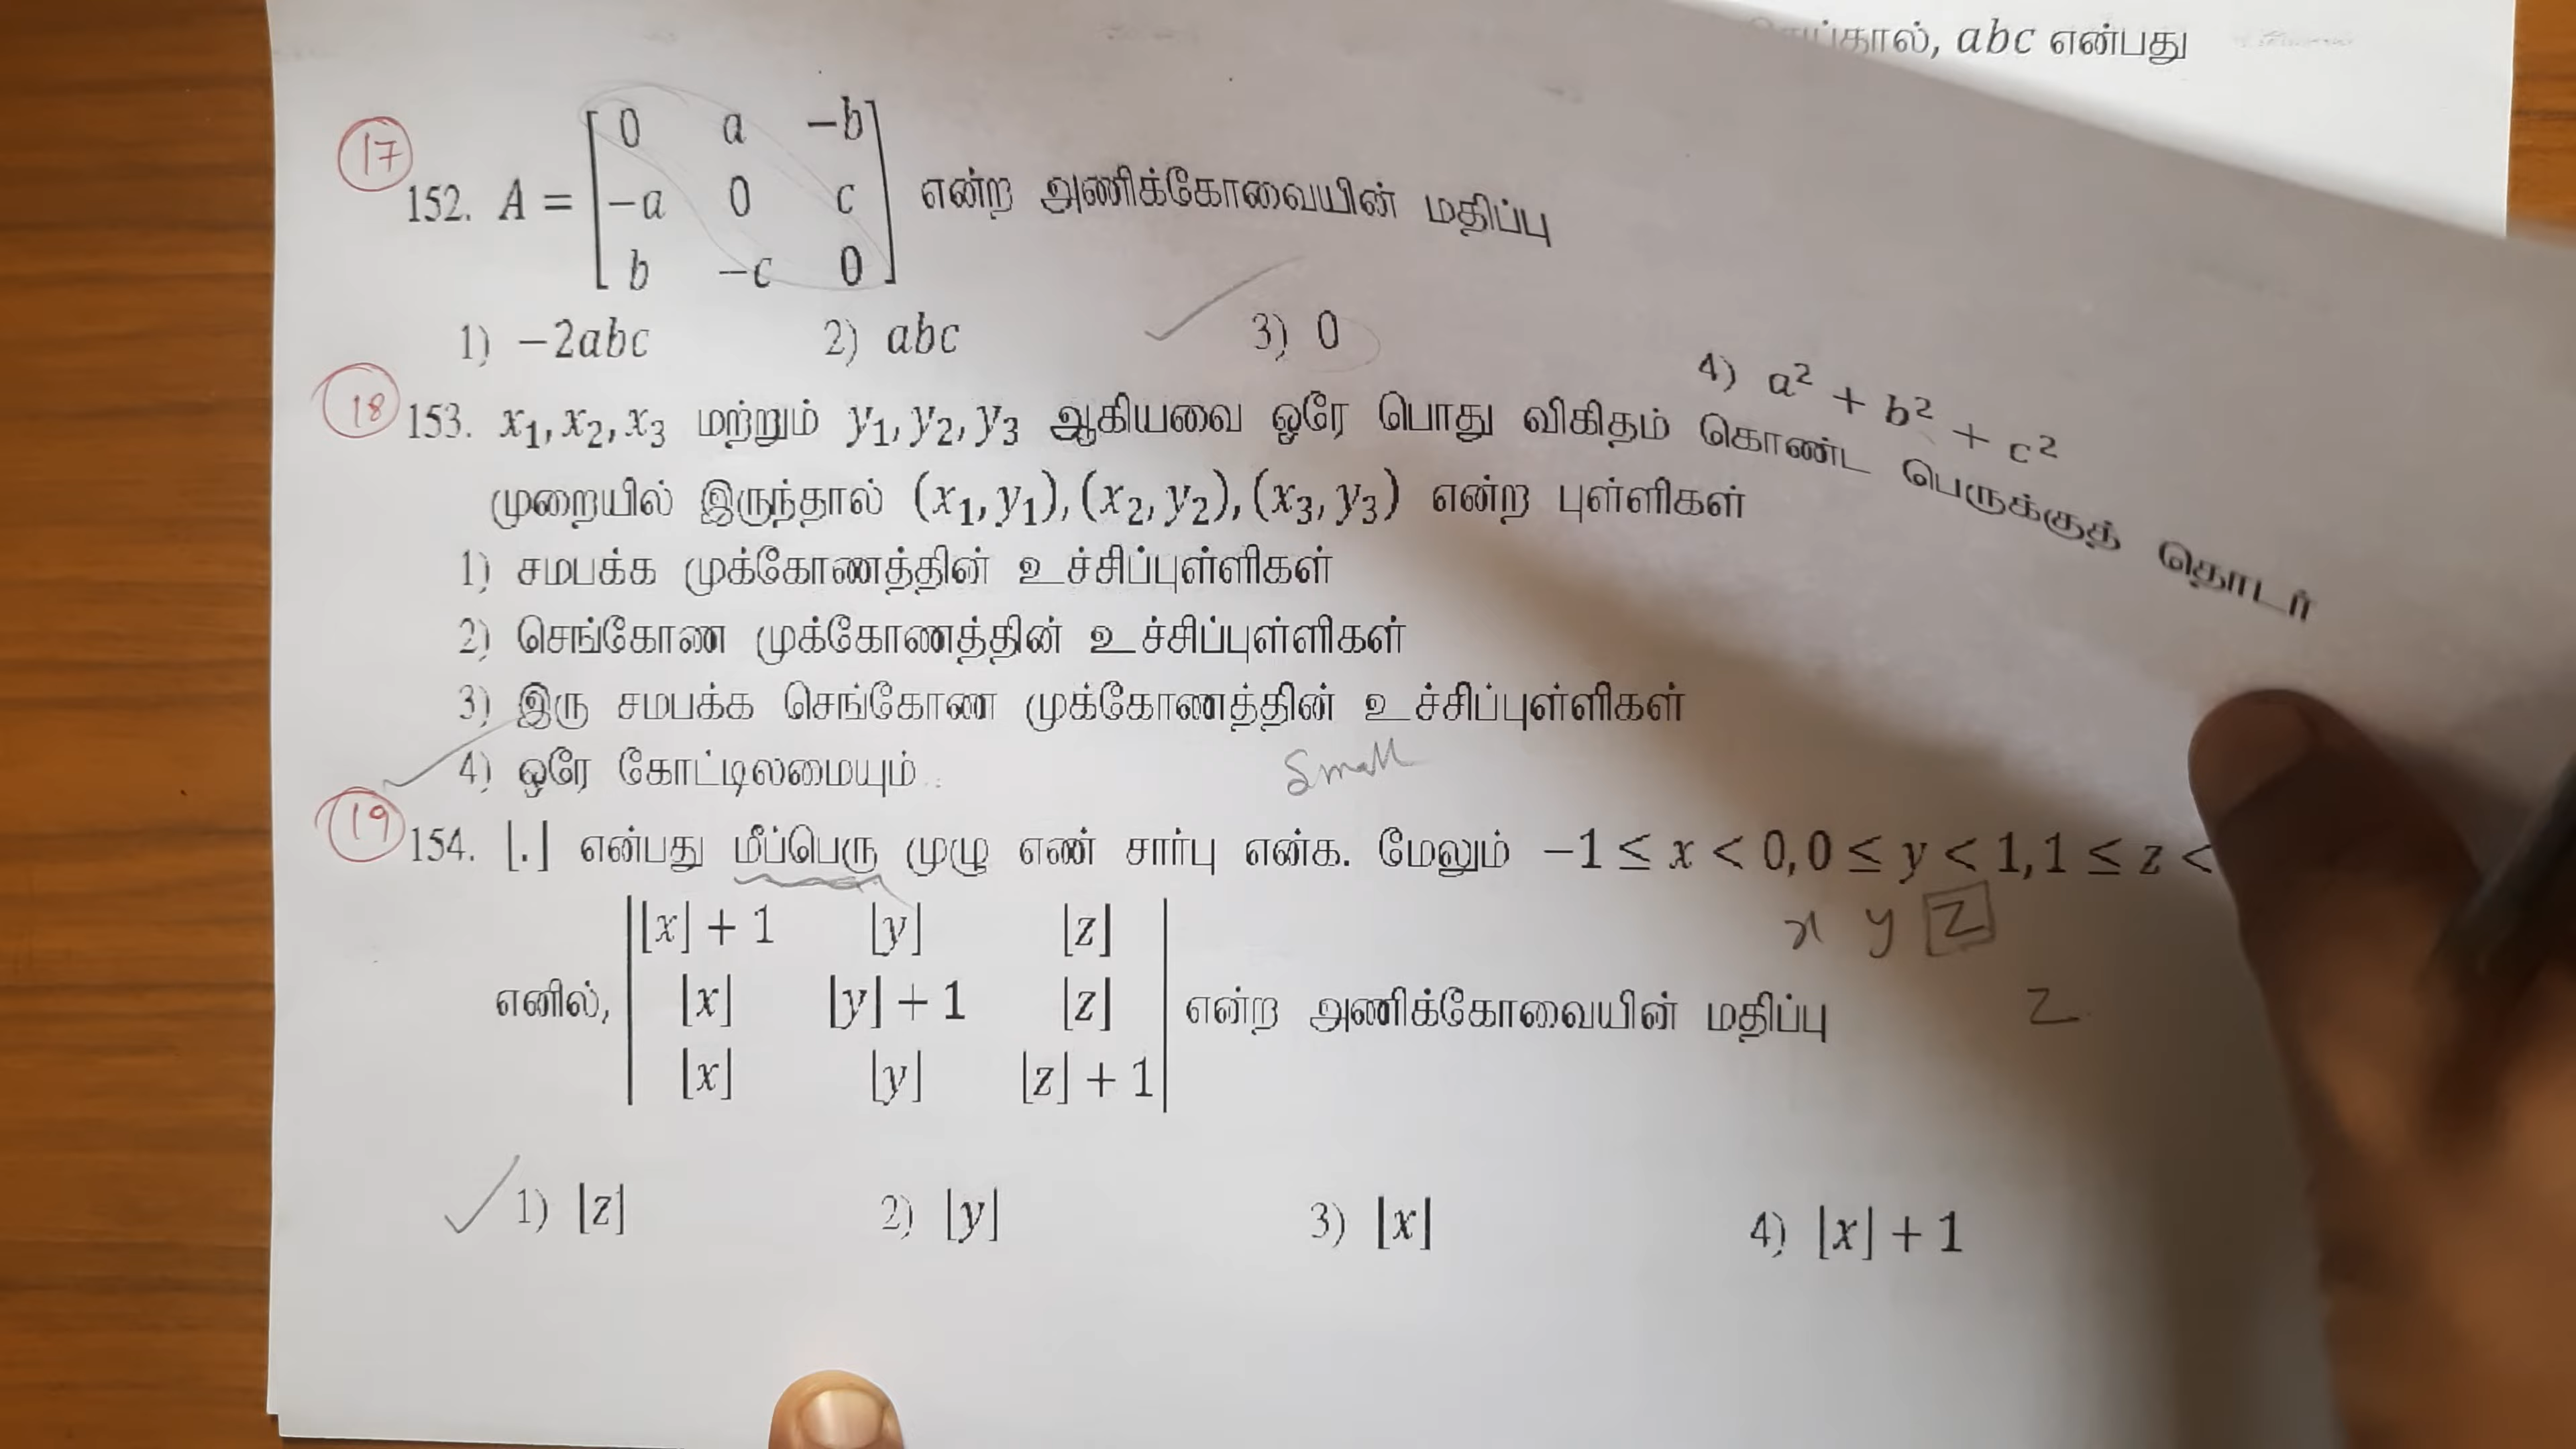 என்பது abc
17
152. A = [0 a −b
−a 0 c
b −c 0] என்ற அணிக்கோவையின் மதிப்பு
1) −2abc 2) abc 3) 0 4) a² + b² + c²
18
153. x₁, x₂, x₃ மற்றும் y₁, y₂, y₃ ஆகியவை ஒரே பொது விகிதம் கொண்ட பெருக்குத் தொடர்
முறையில் இருந்தால் (x₁, y₁), (x₂, y₂), (x₃, y₃) என்ற புள்ளிகள்
1) சமபக்க முக்கோணத்தின் உச்சிப்புள்ளிகள்
2) செங்கோண முக்கோணத்தின் உச்சிப்புள்ளிகள்
3) இரு சமபக்க செங்கோண முக்கோணத்தின் உச்சிப்புள்ளிகள்
4) ஒரே கோட்டிலமையும்
Small
19
154. ⌊.⌋ என்பது மீப்பெரு முழு எண் சார்பு என்க. மேலும் −1 ≤ x < 0, 0 ≤ y < 1, 1 ≤ z <
x y z
|⌊x⌋ + 1 ⌊y⌋ ⌊z⌋|
எனில், |⌊x⌋ ⌊y⌋ + 1 ⌊z⌋| என்ற அணிக்கோவையின் மதிப்பு z
|⌊x⌋ ⌊y⌋ ⌊z⌋ + 1|
1) ⌊z⌋ 2) ⌊y⌋ 3) ⌊x⌋ 4) ⌊x⌋ + 1